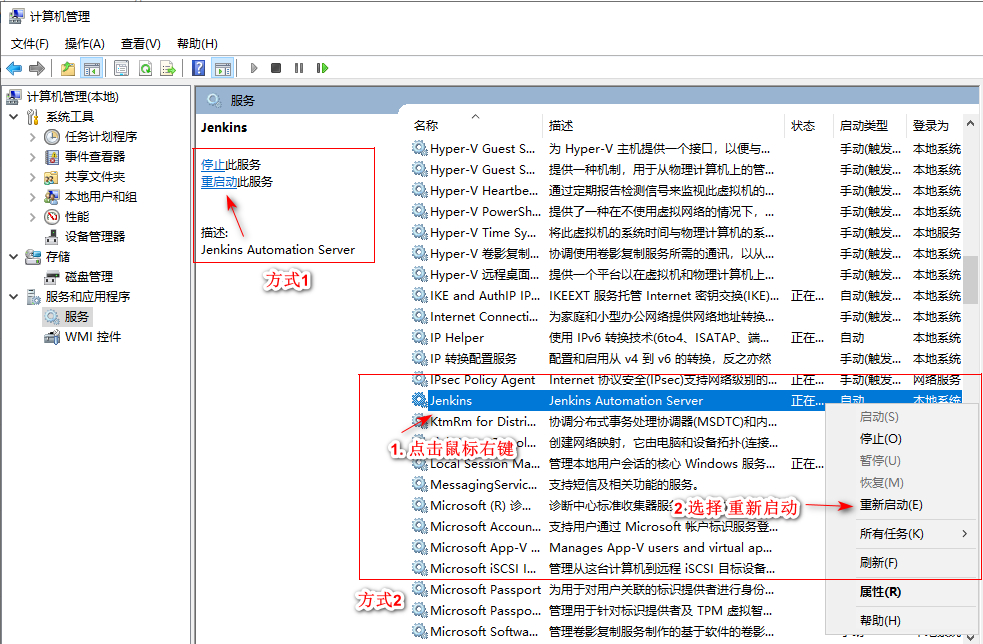 计算机管理
文件(F) 操作(A) 查看(V) 帮助(H)
计算机管理(本地)
系统工具
任务计划程序
事件查看器
共享文件夹
本地用户和组
性能
设备管理器
存储
磁盘管理
服务和应用程序
服务
WMI 控件
服务
Jenkins
停止此服务
重启动此服务
描述:
Jenkins Automation Server
方式1
名称 描述 状态 启动类型 登录为
Hyper-V Guest S... 为 Hyper-V 主机提供一个接口，以便与... 手动(触发... 本地系统
Hyper-V Guest S... 提供一种机制，用于从物理计算机上的管... 手动(触发... 本地系统
Hyper-V Heartbe... 通过定期报告检测信号来监视此虚拟机的... 手动(触发... 本地系统
Hyper-V PowerSh... 提供了一种在不使用虚拟网络的情况下，... 手动(触发... 本地系统
Hyper-V Time Sy... 将此虚拟机的系统时间与物理计算机的系... 手动(触发... 本地服务
Hyper-V 卷影复制... 协调使用卷影复制服务所需的通讯，以从... 手动(触发... 本地系统
Hyper-V 远程桌面... 提供一个平台以在虚拟机和物理计算机上... 手动(触发... 本地系统
IKE and AuthIP IP... IKEEXT 服务托管 Internet 密钥交换(IKE)... 正在... 自动(触发... 本地系统
Internet Connecti... 为家庭和小型办公网络提供网络地址转换... 手动(触发... 本地系统
IP Helper 使用 IPv6 转换技术(6to4、ISATAP、端... 正在... 自动 本地系统
IP 转换配置服务 配置和启用从 v4 到 v6 的转换，反之亦然 手动(触发... 本地系统
IPsec Policy Agent Internet 协议安全(IPsec)支持网络级别的... 正在... 手动(触发... 网络服务
Jenkins Jenkins Automation Server 正在... 自动 本地系统
KtmRm for Distri... 协调分布式事务处理协调器(MSDTC)和内...
创建网络映射，它由电脑和设备拓扑(连接...
Local Session Ma... 管理本地用户会话的核心 Windows 服务... 正在...
MessagingServic... 支持短信及相关功能的服务。
Microsoft (R) 诊... 诊断中心标准收集器服
Microsoft Accoun... 支持用户通过 Microsoft 帐户标识服务登...
Microsoft App-V ... Manages App-V users and virtual ap...
Microsoft iSCSI I... 管理从这台计算机到远程 iSCSI 目标设备...
Microsoft Passport 为用于对用户关联的标识提供者进行身份...
Microsoft Passpo... 管理用于针对标识提供者及 TPM 虚拟智...
Microsoft Softwa... 管理卷影复制服务制作的基于软件的卷影...
1. 点击鼠标右键
2.选择 重新启动
方式2
启动(S)
停止(O)
暂停(U)
恢复(M)
重新启动(E)
所有任务(K)
刷新(F)
属性(R)
帮助(H)